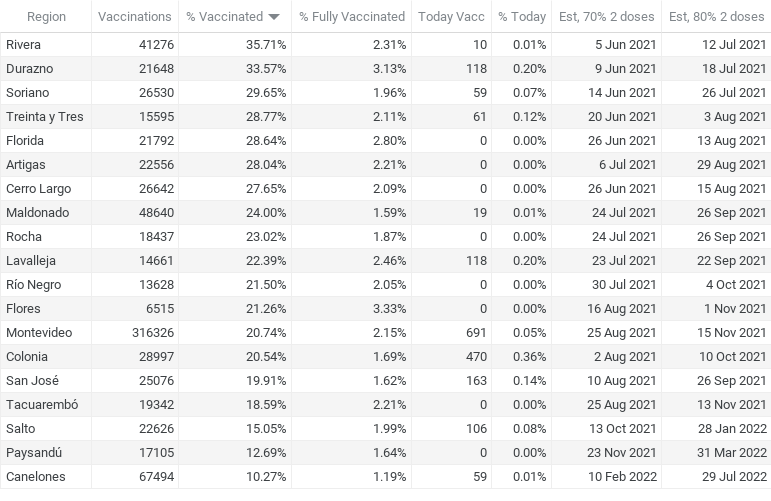 Region Vaccinations % Vaccinated % Fully Vaccinated Today Vacc % Today Est, 70% 2 doses Est, 80% 2 doses
Rivera 41276 35.71% 2.31% 10 0.01% 5 Jun 2021 12 Jul 2021
Durazno 21648 33.57% 3.13% 118 0.20% 9 Jun 2021 18 Jul 2021
Soriano 26530 29.65% 1.96% 59 0.07% 14 Jun 2021 26 Jul 2021
Treinta y Tres 15595 28.77% 2.11% 61 0.12% 20 Jun 2021 3 Aug 2021
Florida 21792 28.64% 2.80% 0 0.00% 26 Jun 2021 13 Aug 2021
Artigas 22556 28.04% 2.21% 0 0.00% 6 Jul 2021 29 Aug 2021
Cerro Largo 26642 27.65% 2.09% 0 0.00% 26 Jun 2021 15 Aug 2021
Maldonado 48640 24.00% 1.59% 19 0.01% 24 Jul 2021 26 Sep 2021
Rocha 18437 23.02% 1.87% 0 0.00% 24 Jul 2021 26 Sep 2021
Lavalleja 14661 22.39% 2.46% 118 0.20% 23 Jul 2021 22 Sep 2021
Río Negro 13628 21.50% 2.05% 0 0.00% 30 Jul 2021 4 Oct 2021
Flores 6515 21.26% 3.33% 0 0.00% 16 Aug 2021 1 Nov 2021
Montevideo 316326 20.74% 2.15% 691 0.05% 25 Aug 2021 15 Nov 2021
Colonia 28997 20.54% 1.69% 470 0.36% 2 Aug 2021 10 Oct 2021
San José 25076 19.91% 1.62% 163 0.14% 10 Aug 2021 26 Sep 2021
Tacuarembó 19342 18.59% 2.21% 0 0.00% 25 Aug 2021 13 Nov 2021
Salto 22626 15.05% 1.99% 106 0.08% 13 Oct 2021 28 Jan 2022
Paysandú 17105 12.69% 1.64% 0 0.00% 23 Nov 2021 31 Mar 2022
Canelones 67494 10.27% 1.19% 59 0.01% 10 Feb 2022 29 Jul 2022